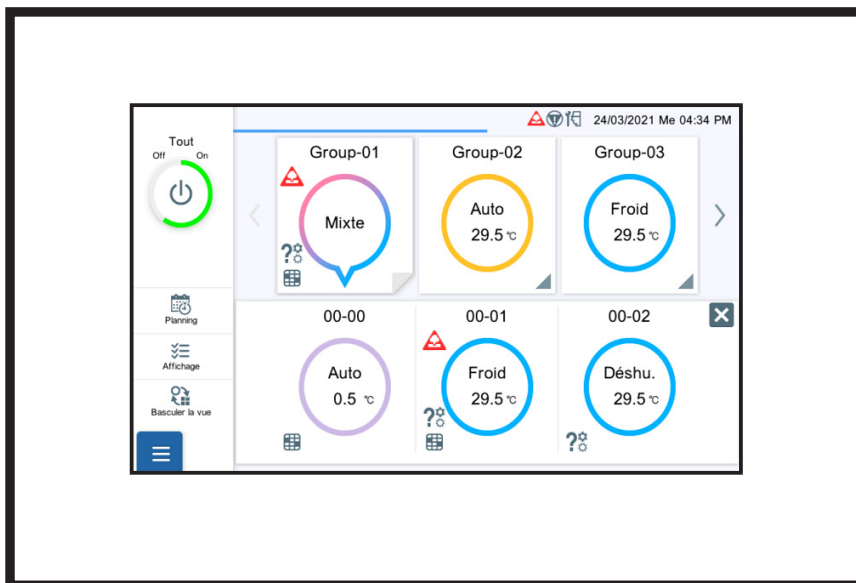 24/03/2021 Me 04:34 PM
Tout
Off On
Group-01
Mixte
Group-02
Auto
29.5 ℃
Group-03
Froid
29.5 ℃
Planning
Affichage
Basculer la vue
00-00
Auto
0.5 ℃
00-01
Froid
29.5 ℃
00-02
Déshu.
29.5 ℃